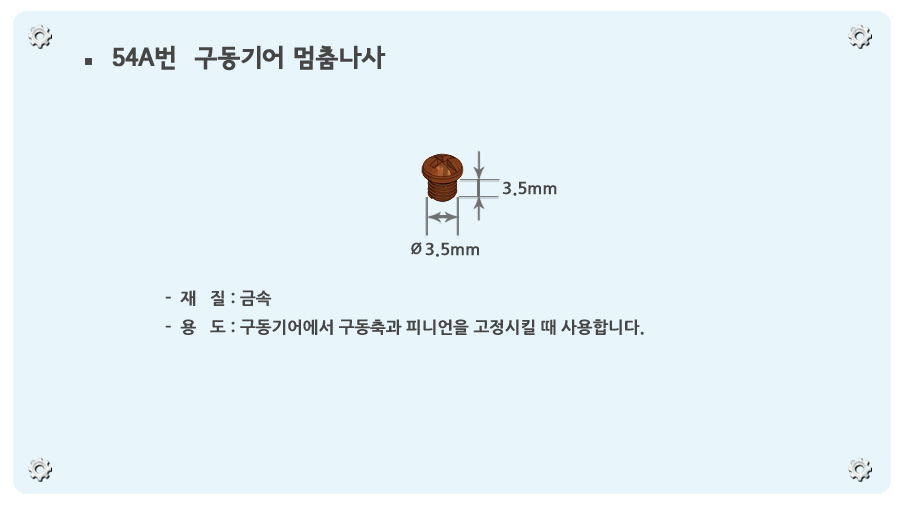 ▪ 54A번 구동기어 멈춤나사
3.5mm
Ø 3.5mm
- 재 질 : 금속
- 용 도 : 구동기어에서 구동축과 피니언을 고정시킬 때 사용합니다.